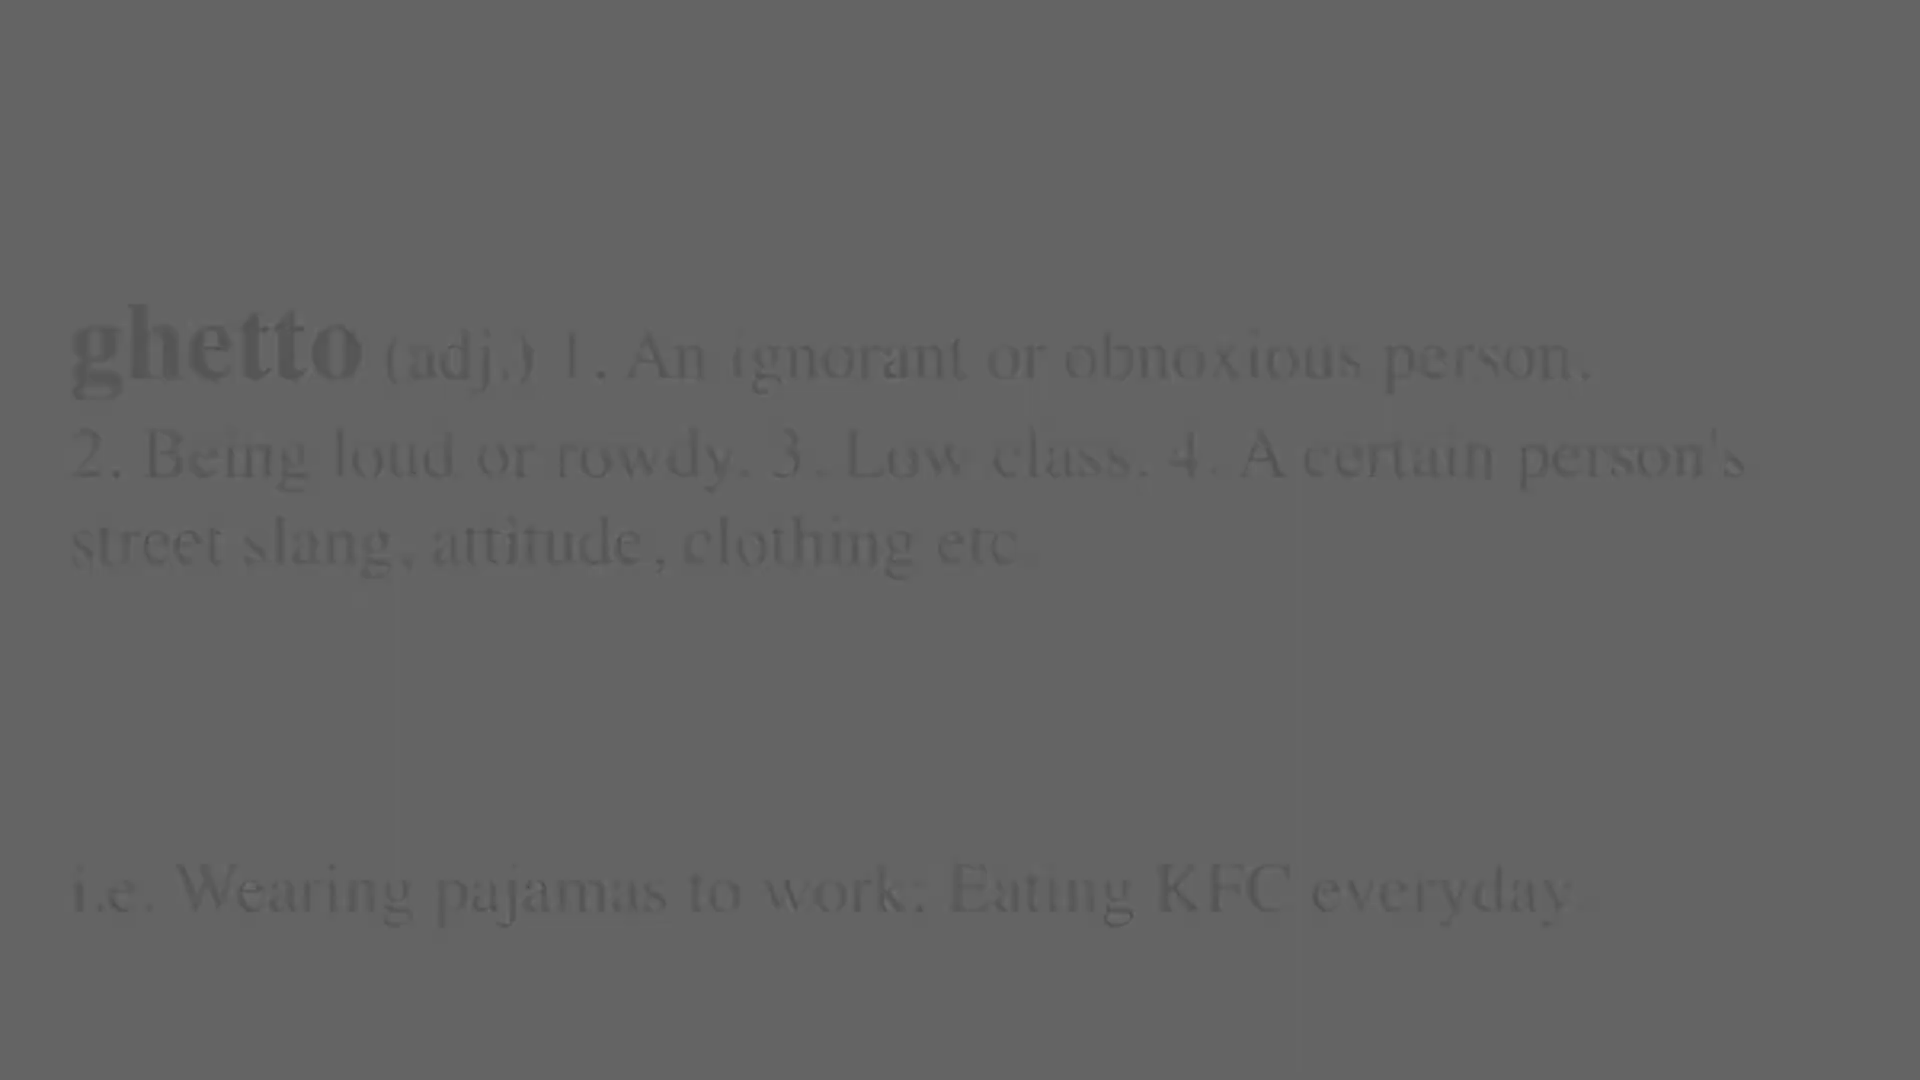 ghetto (adj.) 1. An ignorant or obnoxious person.
2. Being loud or rowdy. 3. Low class. 4. A certain person's
street slang, attitude, clothing etc.
i.e. Wearing pajamas to work: Eating KFC everyday